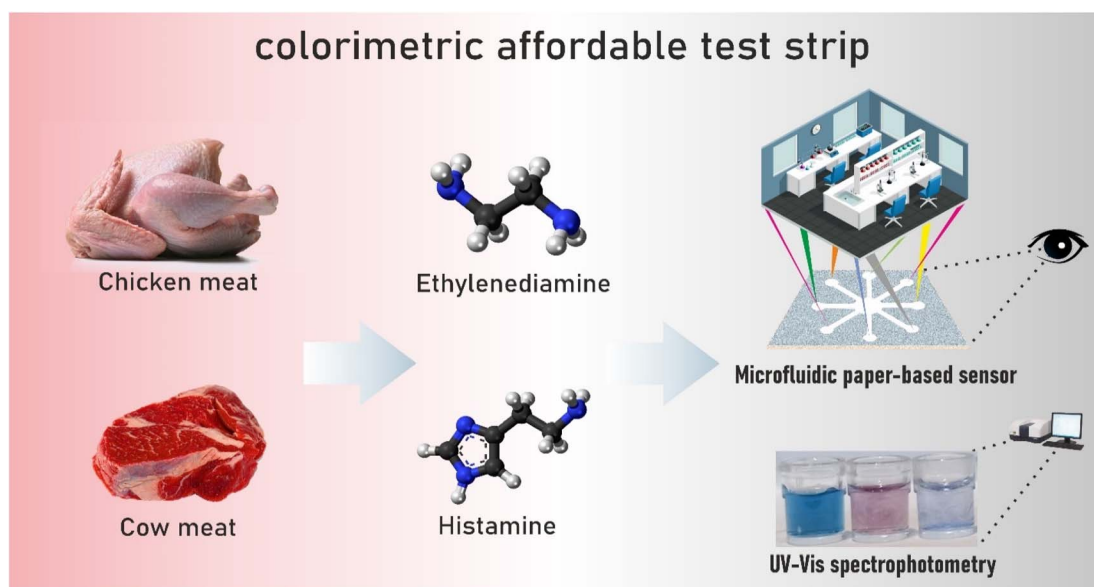 colorimetric affordable test strip
Chicken meat
Ethylenediamine
Microfluidic paper-based sensor
Cow meat
Histamine
UV-Vis spectrophotometry